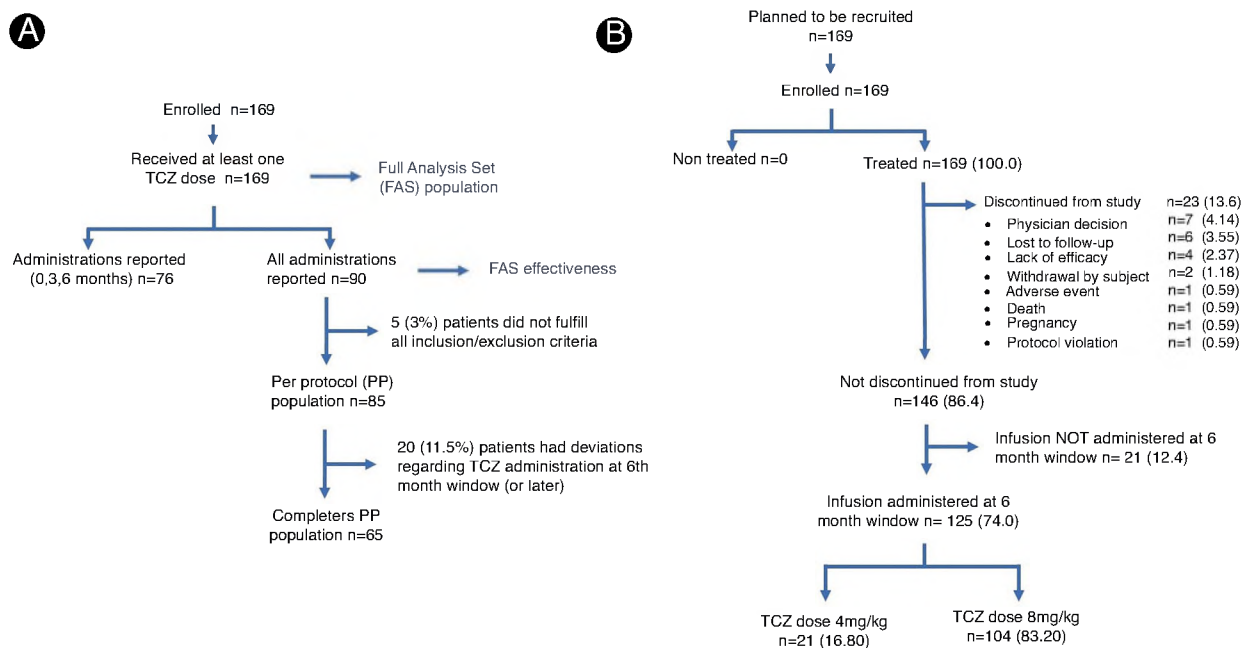 A
Enrolled n=169
Received at least one
TCZ dose n=169
Full Analysis Set
(FAS) population
Administrations reported
(0,3,6 months) n=76
All administrations
reported n=90
FAS effectiveness
5 (3%) patients did not fulfill
all inclusion/exclusion criteria
Per protocol (PP)
population n=85
20 (11.5%) patients had deviations
regarding TCZ administration at 6th
month window (or later)
Completers PP
population n=65
B
Planned to be recruited
n=169
Enrolled n=169
Non treated n=0
Treated n=169 (100.0)
Discontinued from study n=23 (13.6)
• Physician decision n=7 (4.14)
• Lost to follow-up n=6 (3.55)
• Lack of efficacy n=4 (2.37)
• Withdrawal by subject n=2 (1.18)
• Adverse event n=1 (0.59)
• Death n=1 (0.59)
• Pregnancy n=1 (0.59)
• Protocol violation n=1 (0.59)
Not discontinued from study
n=146 (86.4)
Infusion NOT administered at 6
month window n= 21 (12.4)
Infusion administered at 6
month window n= 125 (74.0)
TCZ dose 4mg/kg
n=21 (16.80)
TCZ dose 8mg/kg
n=104 (83.20)